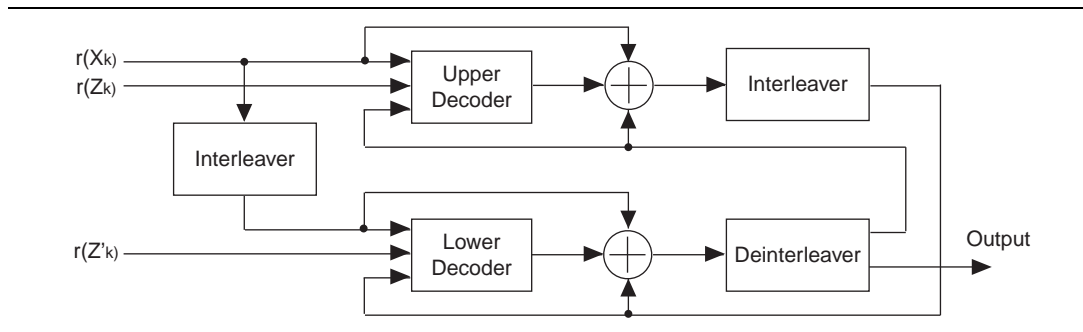 r(Xk)
r(Zk)
Upper
Decoder
Interleaver
Interleaver
r(Z'k)
Lower
Decoder
Deinterleaver
Output